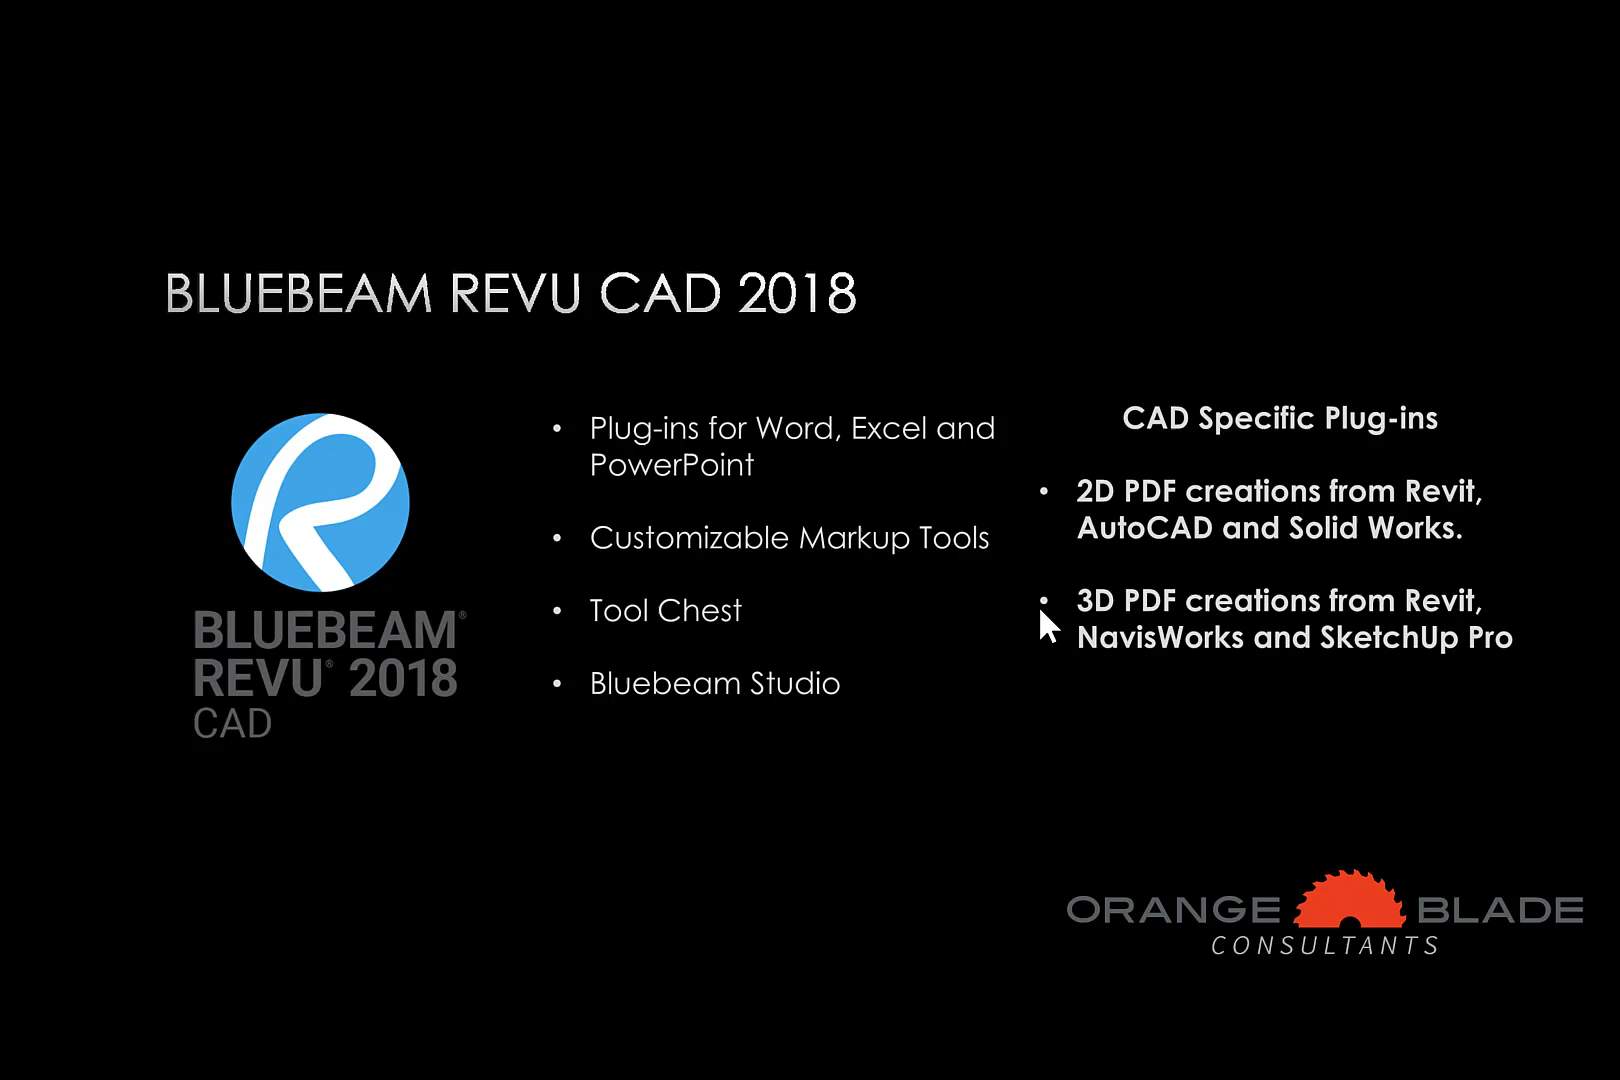 BLUEBEAM REVU CAD 2018
BLUEBEAM®
REVU® 2018
CAD
• Plug-ins for Word, Excel and
PowerPoint
• Customizable Markup Tools
• Tool Chest
• Bluebeam Studio
CAD Specific Plug-ins
• 2D PDF creations from Revit,
AutoCAD and Solid Works.
• 3D PDF creations from Revit,
NavisWorks and SketchUp Pro
ORANGE BLADE
CONSULTANTS